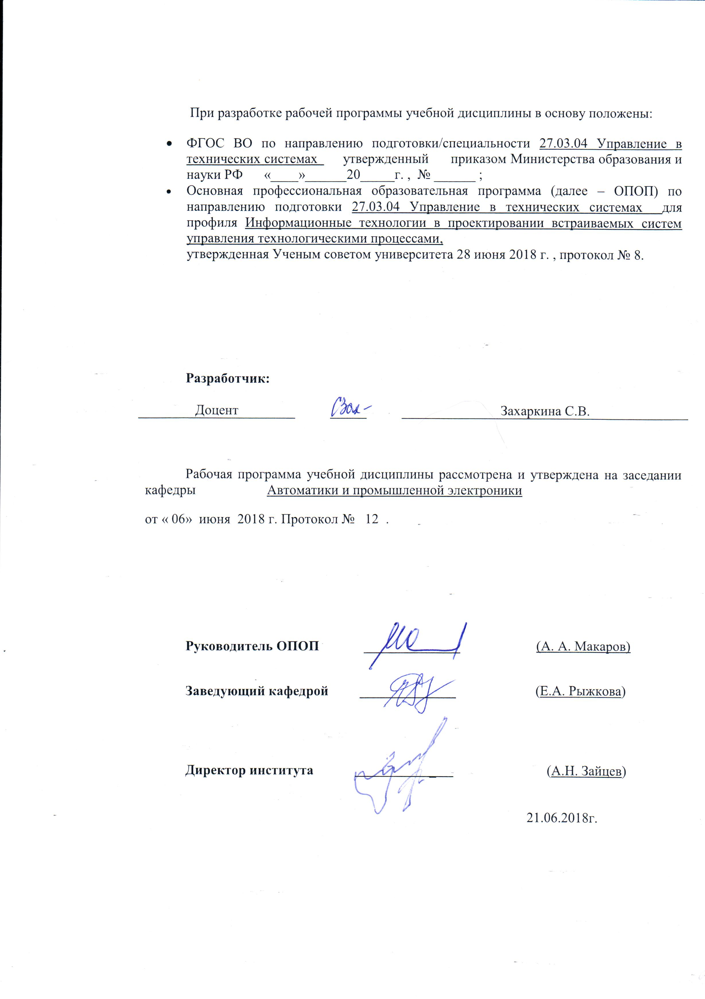 При разработке рабочей программы учебной дисциплины в основу положены:
• ФГОС ВО по направлению подготовки/специальности 27.03.04 Управление в
технических системах утвержденный приказом Министерства образования и
науки РФ «____»______20_____г. , № ______ ;
• Основная профессиональная образовательная программа (далее – ОПОП) по
направлению подготовки 27.03.04 Управление в технических системах для
профиля Информационные технологии в проектировании встраиваемых систем
управления технологическими процессами,
утвержденная Ученым советом университета 28 июня 2018 г. , протокол № 8.
Разработчик:
Доцент Захаркина С.В.
Рабочая программа учебной дисциплины рассмотрена и утверждена на заседании
кафедры Автоматики и промышленной электроники
от « 06» июня 2018 г. Протокол № 12 .
Руководитель ОПОП (А. А. Макаров)
Заведующий кафедрой (Е.А. Рыжкова)
Директор института (А.Н. Зайцев)
21.06.2018г.